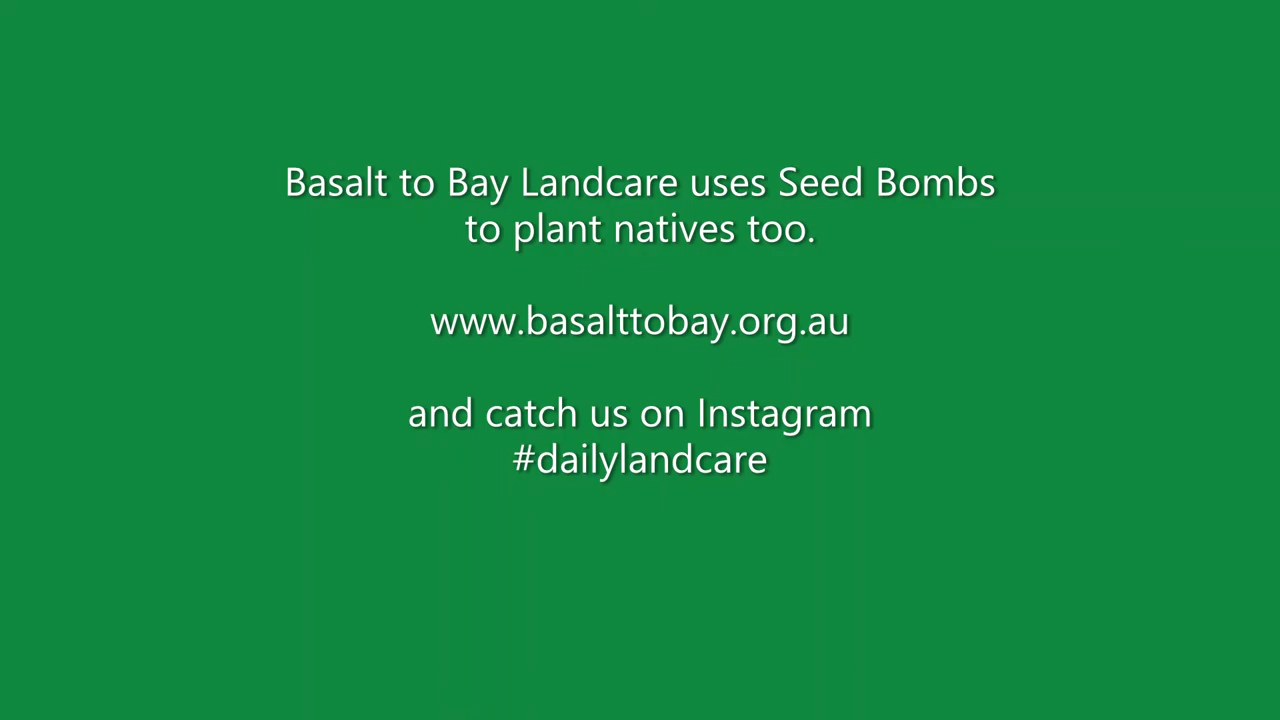 Basalt to Bay Landcare uses Seed Bombs
to plant natives too.
www.basalttobay.org.au
and catch us on Instagram
#dailylandcare